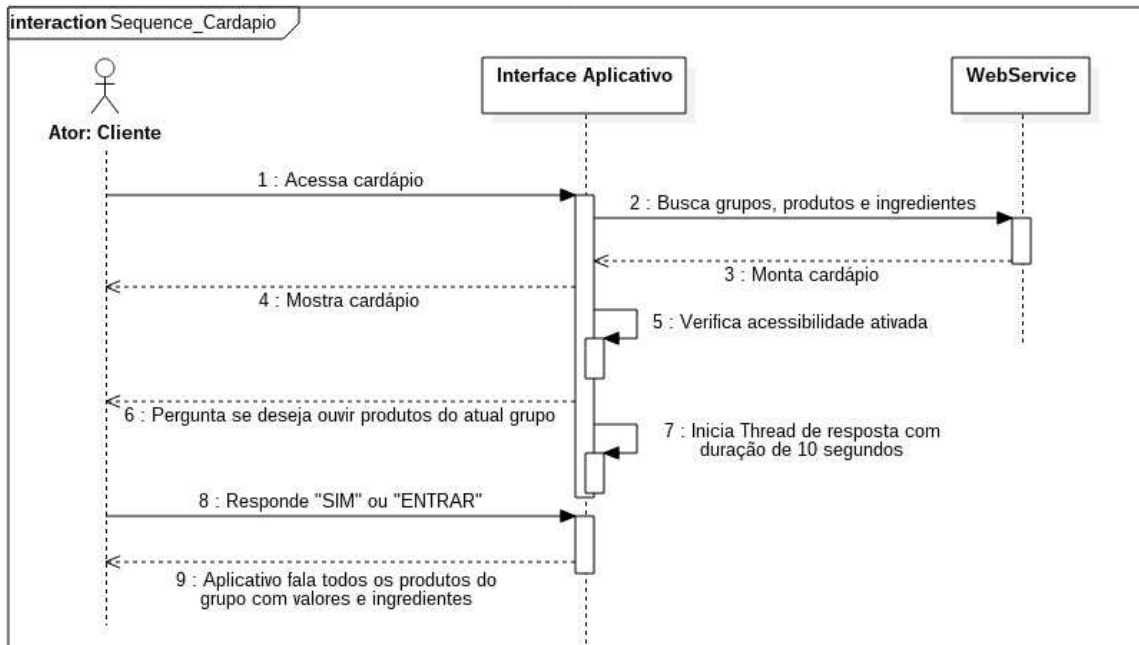 interaction Sequence_Cardapio
Interface Aplicativo
WebService
Ator: Cliente
1 : Acessa cardápio
2 : Busca grupos, produtos e ingredientes
3 : Monta cardápio
4 : Mostra cardápio
5 : Verifica acessibilidade ativada
6 : Pergunta se deseja ouvir produtos do atual grupo
7 : Inicia Thread de resposta com
duração de 10 segundos
8 : Responde "SIM" ou "ENTRAR"
9 : Aplicativo fala todos os produtos do
grupo com valores e ingredientes